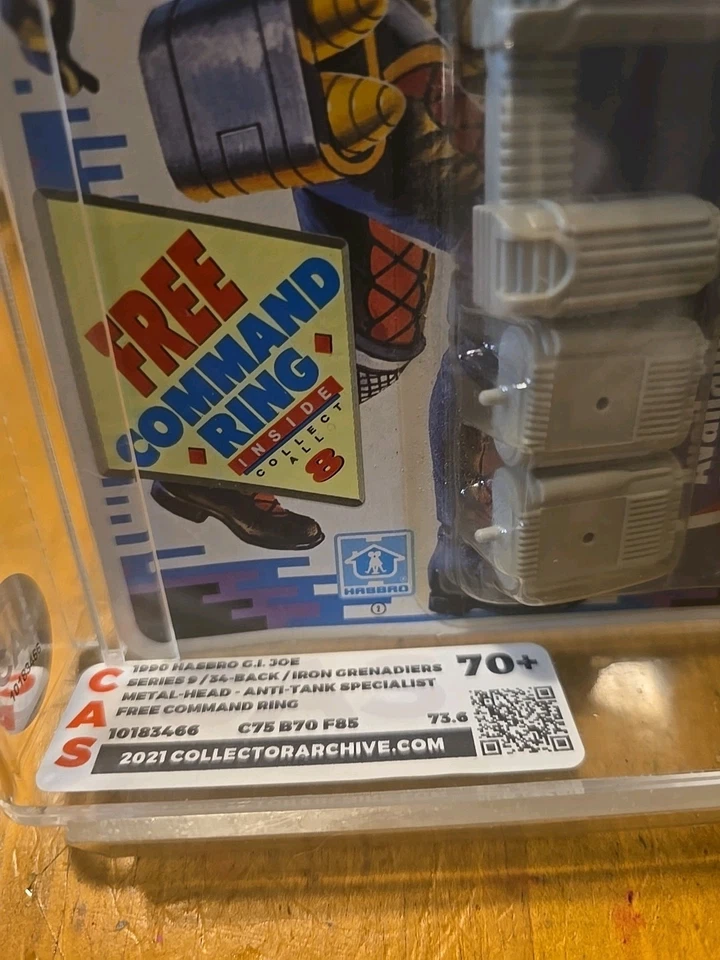 FREE
COMMAND
RING
INSIDE
COLLECT
ALL
8
HASBRO
1990 HASBRO G.I. JOE
SERIES 9 / 34-BACK / IRON GRENADIERS
METAL-HEAD - ANTI-TANK SPECIALIST
FREE COMMAND RING
70+
10183466 C75 B70 F85 73.6
CAS
2021 COLLECTORARCHIVE.COM
10183466